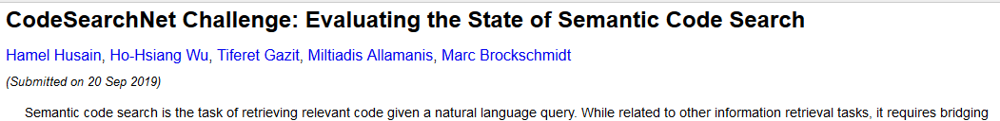 CodeSearchNet Challenge: Evaluating the State of Semantic Code Search
Hamel Husain, Ho-Hsiang Wu, Tiferet Gazit, Miltiadis Allamanis, Marc Brockschmidt
(Submitted on 20 Sep 2019)
Semantic code search is the task of retrieving relevant code given a natural language query. While related to other information retrieval tasks, it requires bridging